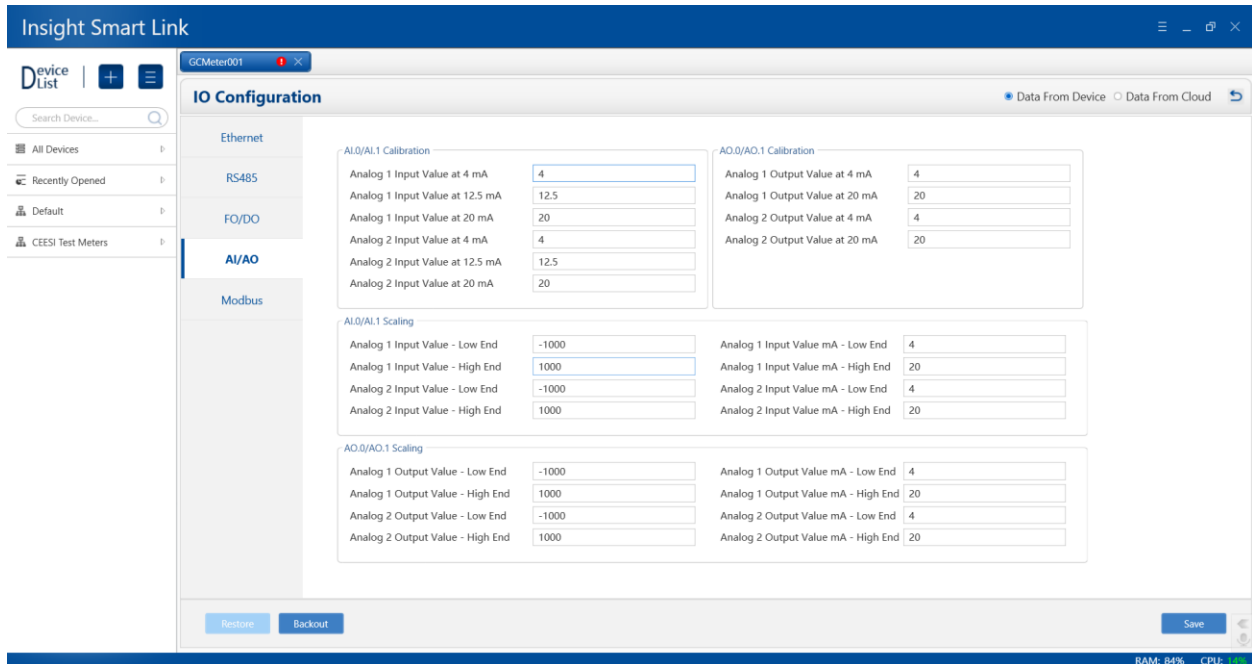 Insight Smart Link
Device List
Search Device...
All Devices
Recently Opened
Default
CEESI Test Meters
GCMeter001
IO Configuration
Data From Device Data From Cloud
Ethernet
RS485
FO/DO
AI/AO
Modbus
AI.0/AI.1 Calibration
Analog 1 Input Value at 4 mA 4
Analog 1 Input Value at 12.5 mA 12.5
Analog 1 Input Value at 20 mA 20
Analog 2 Input Value at 4 mA 4
Analog 2 Input Value at 12.5 mA 12.5
Analog 2 Input Value at 20 mA 20
AO.0/AO.1 Calibration
Analog 1 Output Value at 4 mA 4
Analog 1 Output Value at 20 mA 20
Analog 2 Output Value at 4 mA 4
Analog 2 Output Value at 20 mA 20
AI.0/AI.1 Scaling
Analog 1 Input Value - Low End -1000 Analog 1 Input Value mA - Low End 4
Analog 1 Input Value - High End 1000 Analog 1 Input Value mA - High End 20
Analog 2 Input Value - Low End -1000 Analog 2 Input Value mA - Low End 4
Analog 2 Input Value - High End 1000 Analog 2 Input Value mA - High End 20
AO.0/AO.1 Scaling
Analog 1 Output Value - Low End -1000 Analog 1 Output Value mA - Low End 4
Analog 1 Output Value - High End 1000 Analog 1 Output Value mA - High End 20
Analog 2 Output Value - Low End -1000 Analog 2 Output Value mA - Low End 4
Analog 2 Output Value - High End 1000 Analog 2 Output Value mA - High End 20
Restore Backout Save
RAM: 84% CPU: 14%